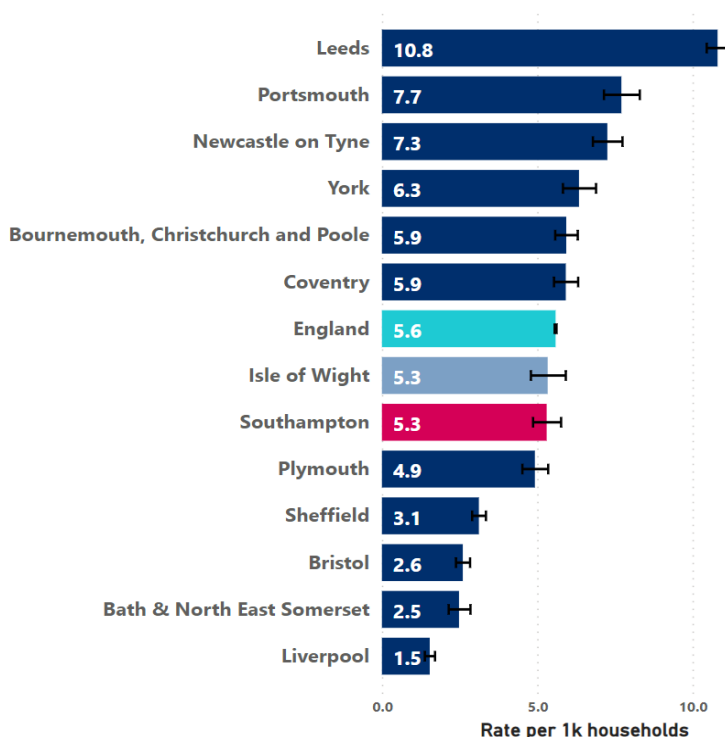 Leeds 10.8
Portsmouth 7.7
Newcastle on Tyne 7.3
York 6.3
Bournemouth, Christchurch and Poole 5.9
Coventry 5.9
England 5.6
Isle of Wight 5.3
Southampton 5.3
Plymouth 4.9
Sheffield 3.1
Bristol 2.6
Bath & North East Somerset 2.5
Liverpool 1.5
0.0 5.0 10.0
Rate per 1k households